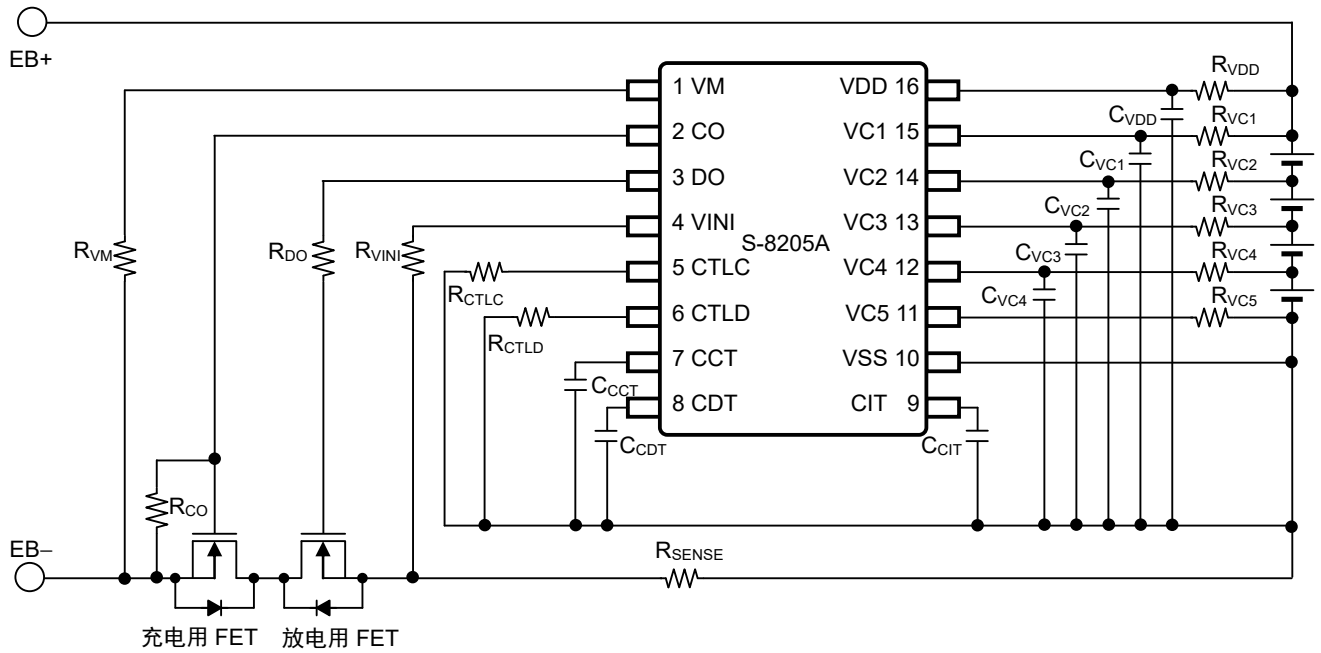 EB+
1 VM
2 CO
3 DO
4 VINI
5 CTLC
6 CTLD
7 CCT
8 CDT
S-8205A
VDD 16
VC1 15
VC2 14
VC3 13
VC4 12
VC5 11
VSS 10
CIT 9
RVDD
RVC1
RVC2
RVC3
RVC4
RVC5
CVDD
CVC1
CVC2
CVC3
CVC4
RVM
RDO
RVINI
RCTLC
RCTLD
CCCT
CCDT
CCIT
RCO
EB–
RSENSE
充电用 FET
放电用 FET